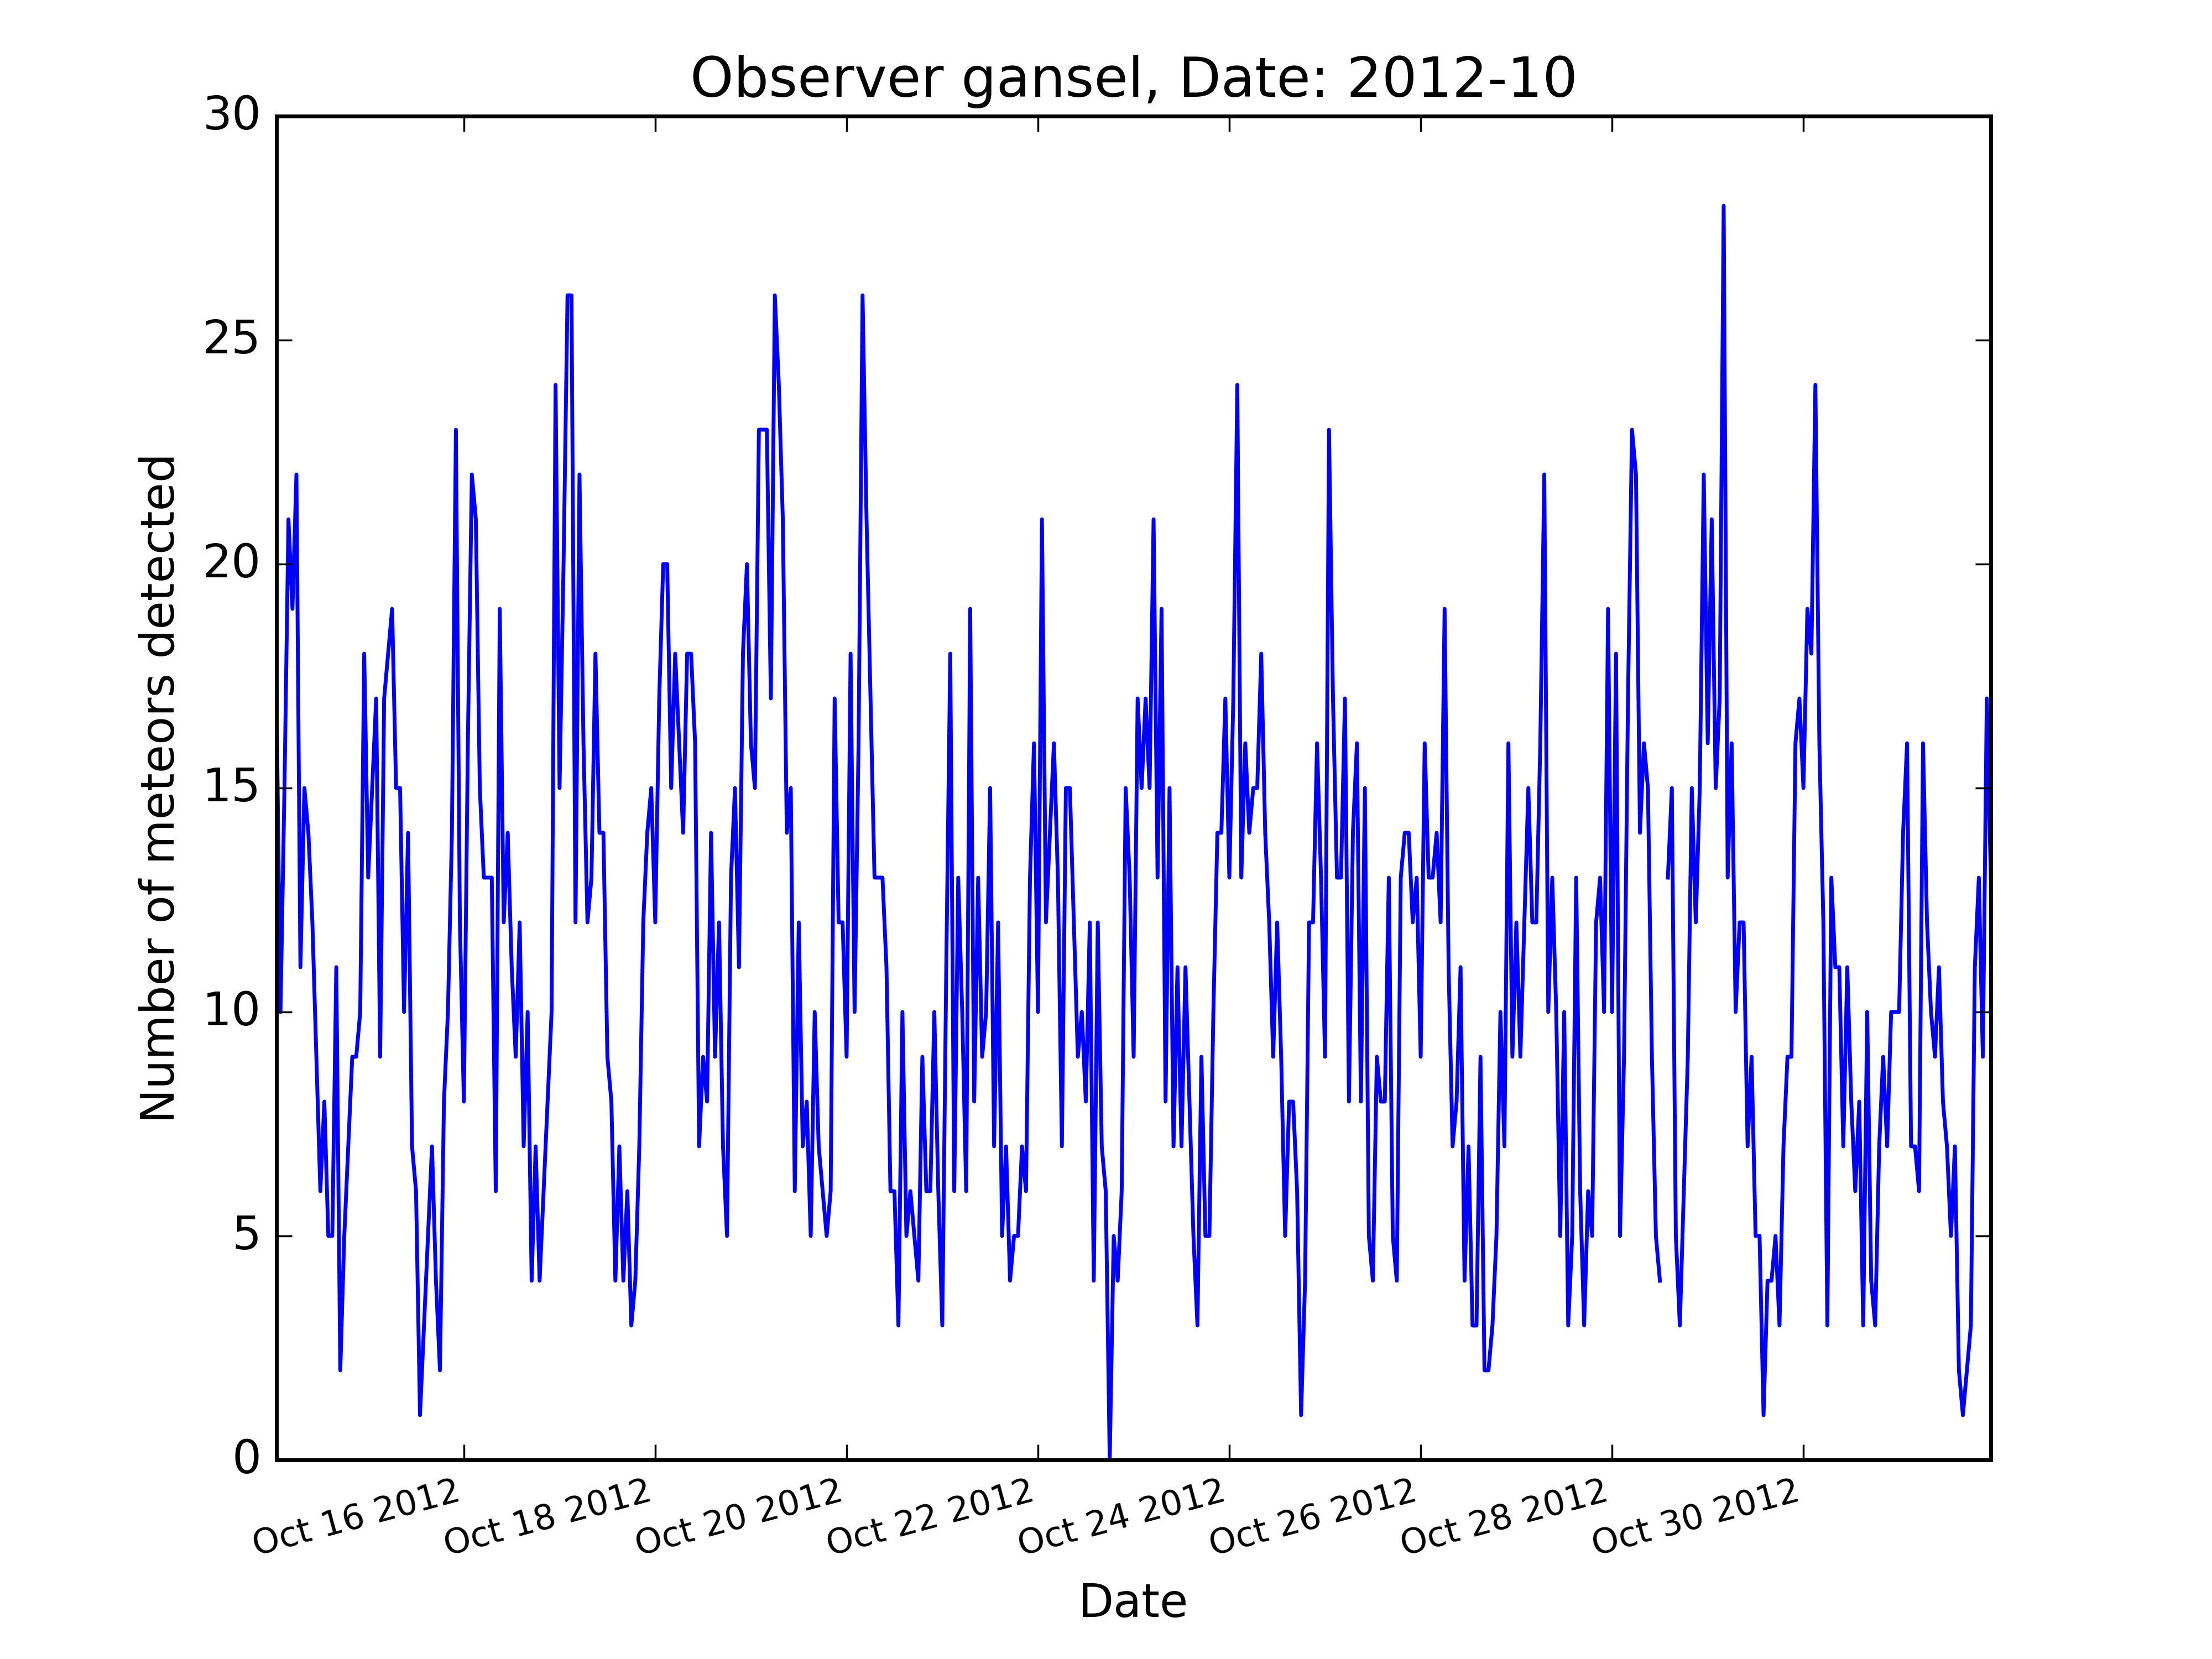 Observer gansel, Date: 2012-10
30
25
20
15
10
5
0
Number of meteors detected
Oct 16 2012
Oct 18 2012
Oct 20 2012
Oct 22 2012
Oct 24 2012
Oct 26 2012
Oct 28 2012
Oct 30 2012
Date